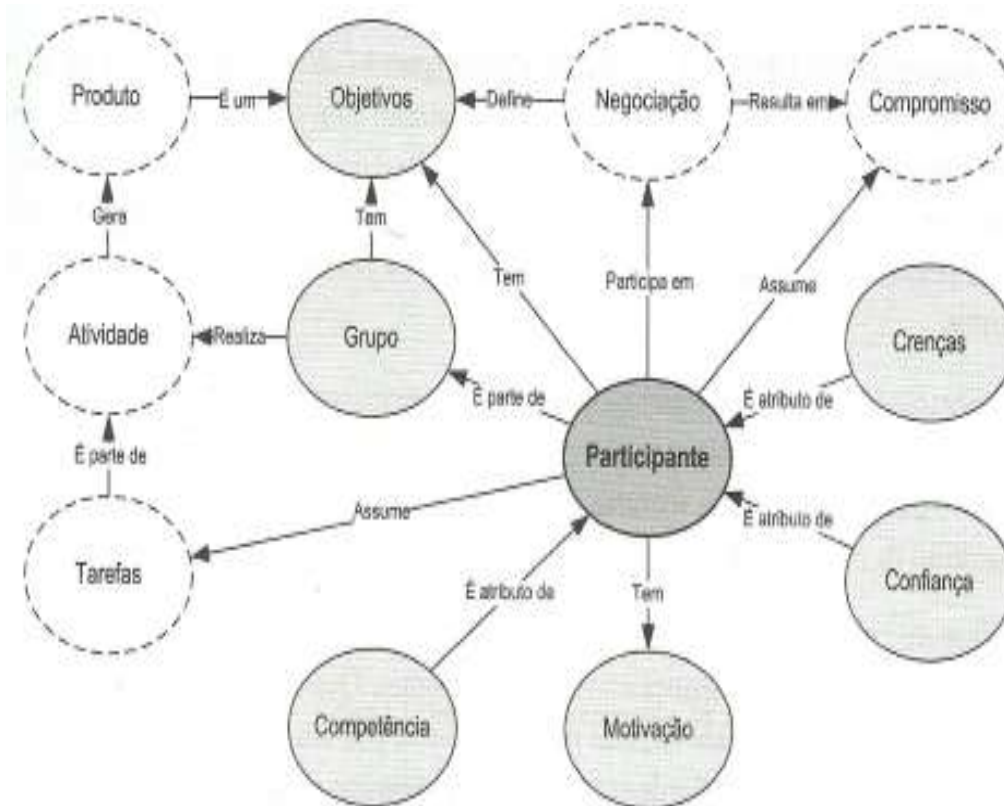 Produto
É um
Objetivos
Define
Negociação
Resulta em
Compromisso
Gera
Tem
Tem
Participa em
Assume
Atividade
Realiza
Grupo
Crenças
É parte de
É atributo de
É parte de
Participante
Assume
É atributo de
Tarefas
Confiança
É atributo de
Tem
Competência
Motivação